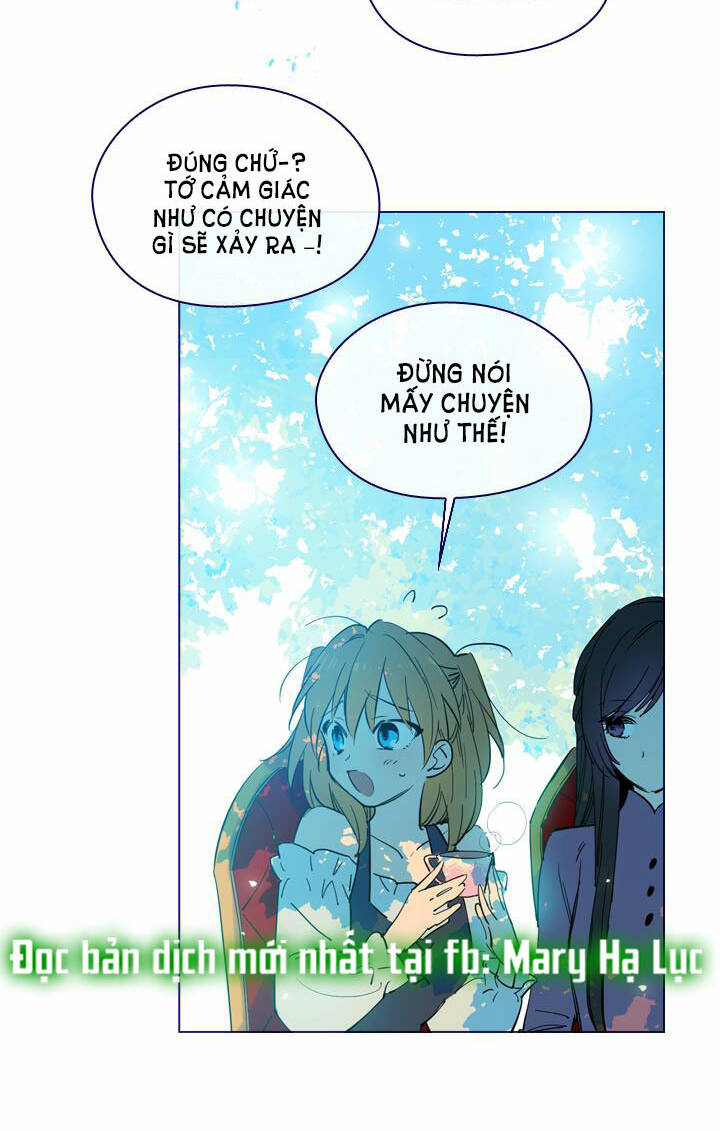 ĐÚNG CHỨ-?
TỚ CẢM GIÁC
NHƯ CÓ CHUYỆN
GÌ SẼ XẢY RA -!
ĐỪNG NÓI
MẤY CHUYỆN
NHƯ THẾ!
Đọc bản dịch mới nhất tại fb: Mary Hạ Lục